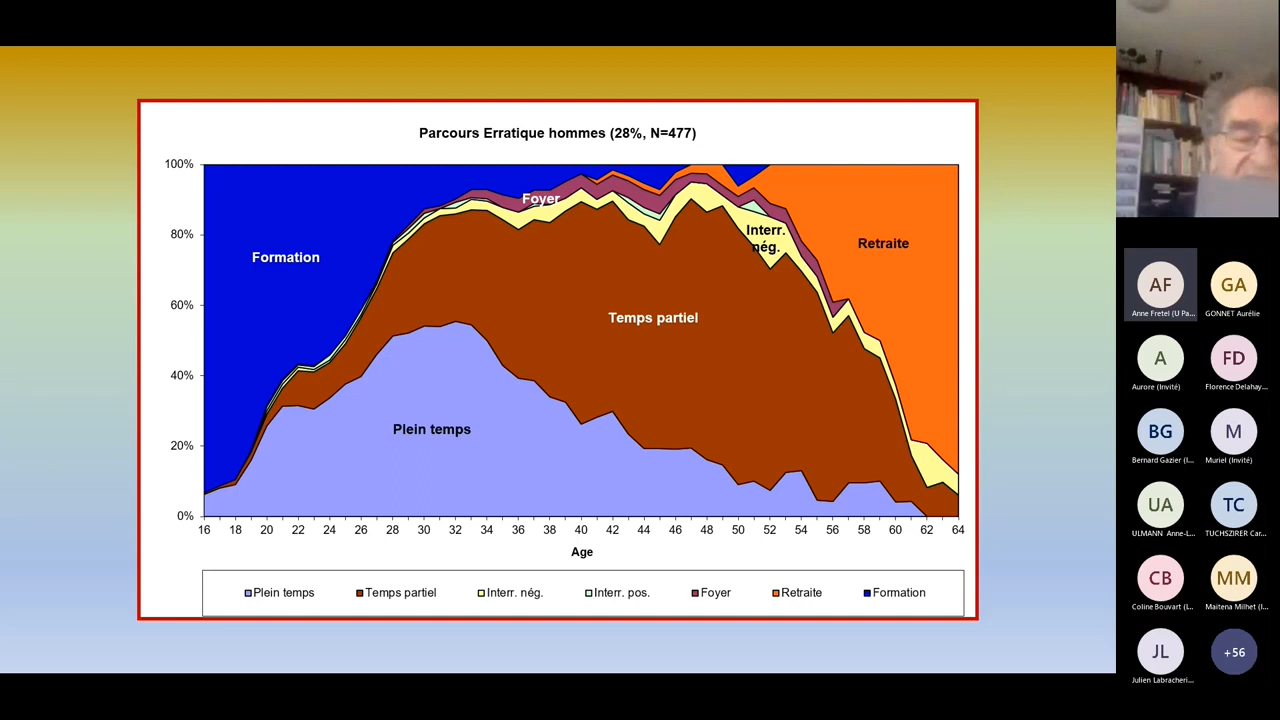 Parcours Erratique hommes (28%, N=477)
100%
80%
60%
40%
20%
0%
Formation
Foyer
Interr.
nég.
Retraite
Temps partiel
Plein temps
16 18 20 22 24 26 28 30 32 34 36 38 40 42 44 46 48 50 52 54 56 58 60 62 64
Age
Plein temps Temps partiel Interr. nég. Interr. pos. Foyer Retraite Formation
AF GA
Anne Fretel (U Pa... GONNET Aurélie
A FD
Aurore (Invité) Florence Delahay...
BG M
Bernard Gazier (I... Muriel (Invité)
UA TC
ULMANN Anne-L... TUCHSZIRER Car...
CB MM
Coline Bouvart (I... Maitena Milhet (I...
JL +56
Julien Labracheri...